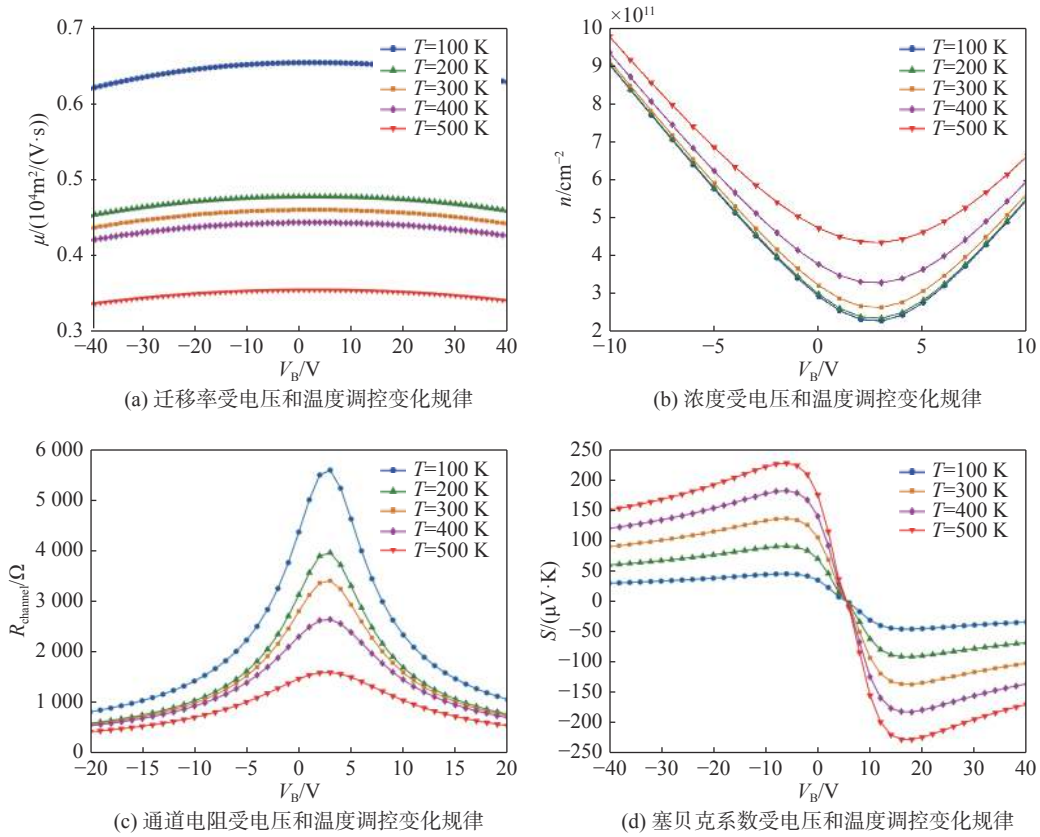 0.7
0.6
0.5
0.4
0.3
μ/(10⁴m²/(V·s))
T=100 K
T=200 K
T=300 K
T=400 K
T=500 K
−40 −30 −20 −10 0 10 20 30 40
V_B/V
(a) 迁移率受电压和温度调控变化规律
×10¹¹
10
9
8
7
6
5
4
3
2
n/cm⁻²
T=100 K
T=200 K
T=300 K
T=400 K
T=500 K
−10 −5 0 5 10
V_B/V
(b) 浓度受电压和温度调控变化规律
6 000
5 000
4 000
3 000
2 000
1 000
0
R_channel/Ω
T=100 K
T=200 K
T=300 K
T=400 K
T=500 K
−20 −15 −10 −5 0 5 10 15 20
V_B/V
(c) 通道电阻受电压和温度调控变化规律
250
200
150
100
50
0
−50
−100
−150
−200
−250
S/(μV·K)
T=100 K
T=300 K
T=400 K
T=500 K
−40 −30 −20 −10 0 10 20 30 40
V_B/V
(d) 塞贝克系数受电压和温度调控变化规律